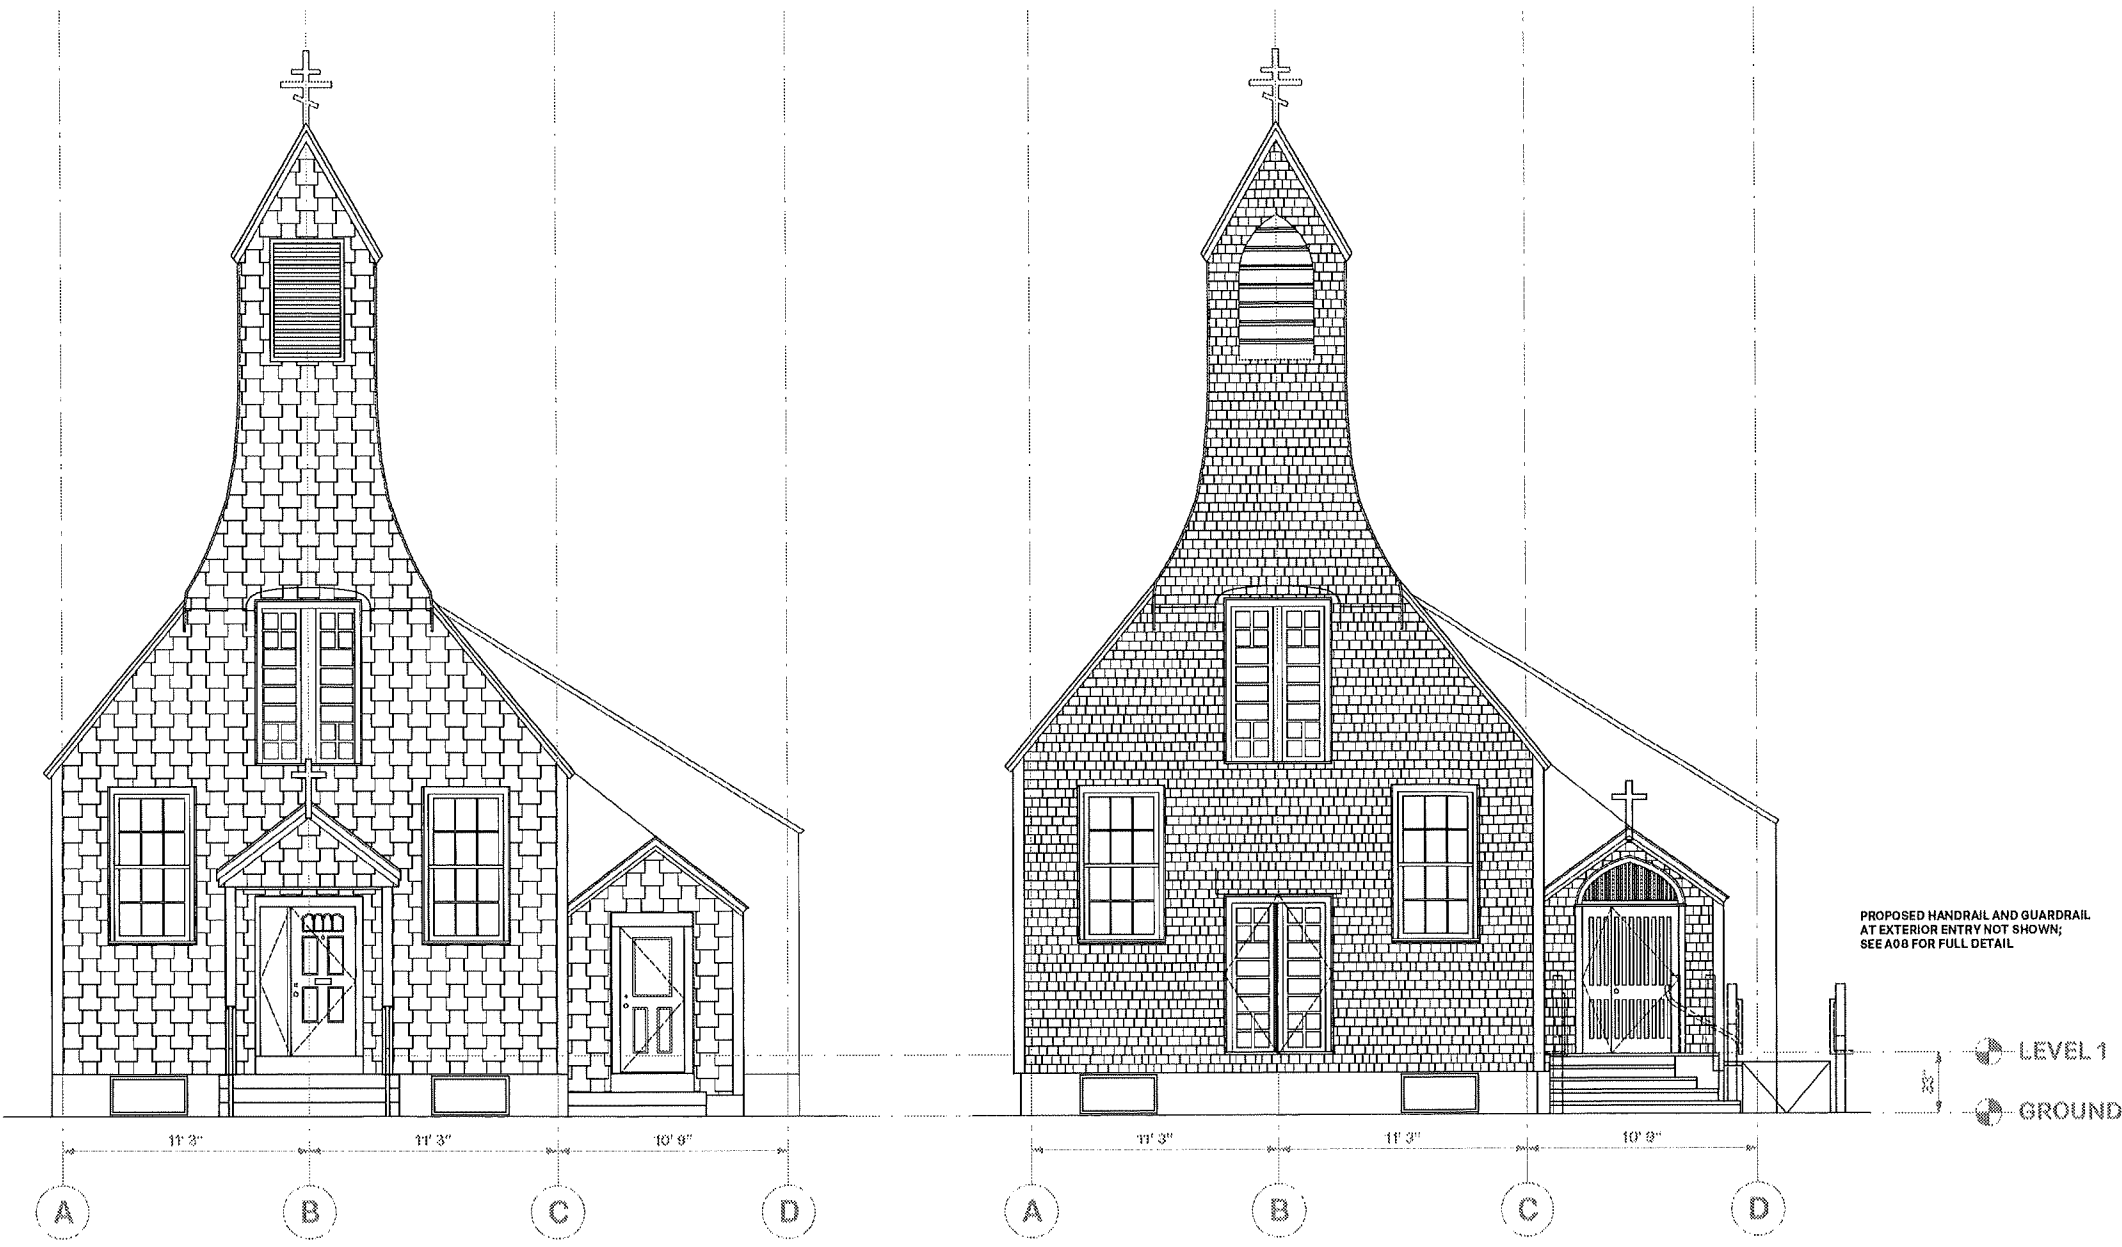 PROPOSED HANDRAIL AND GUARDRAIL
AT EXTERIOR ENTRY NOT SHOWN;
SEE A08 FOR FULL DETAIL
LEVEL 1
GROUND
11' 3" 11' 3" 10' 9"
11' 3" 11' 3" 10' 9"
A B C D
A B C D